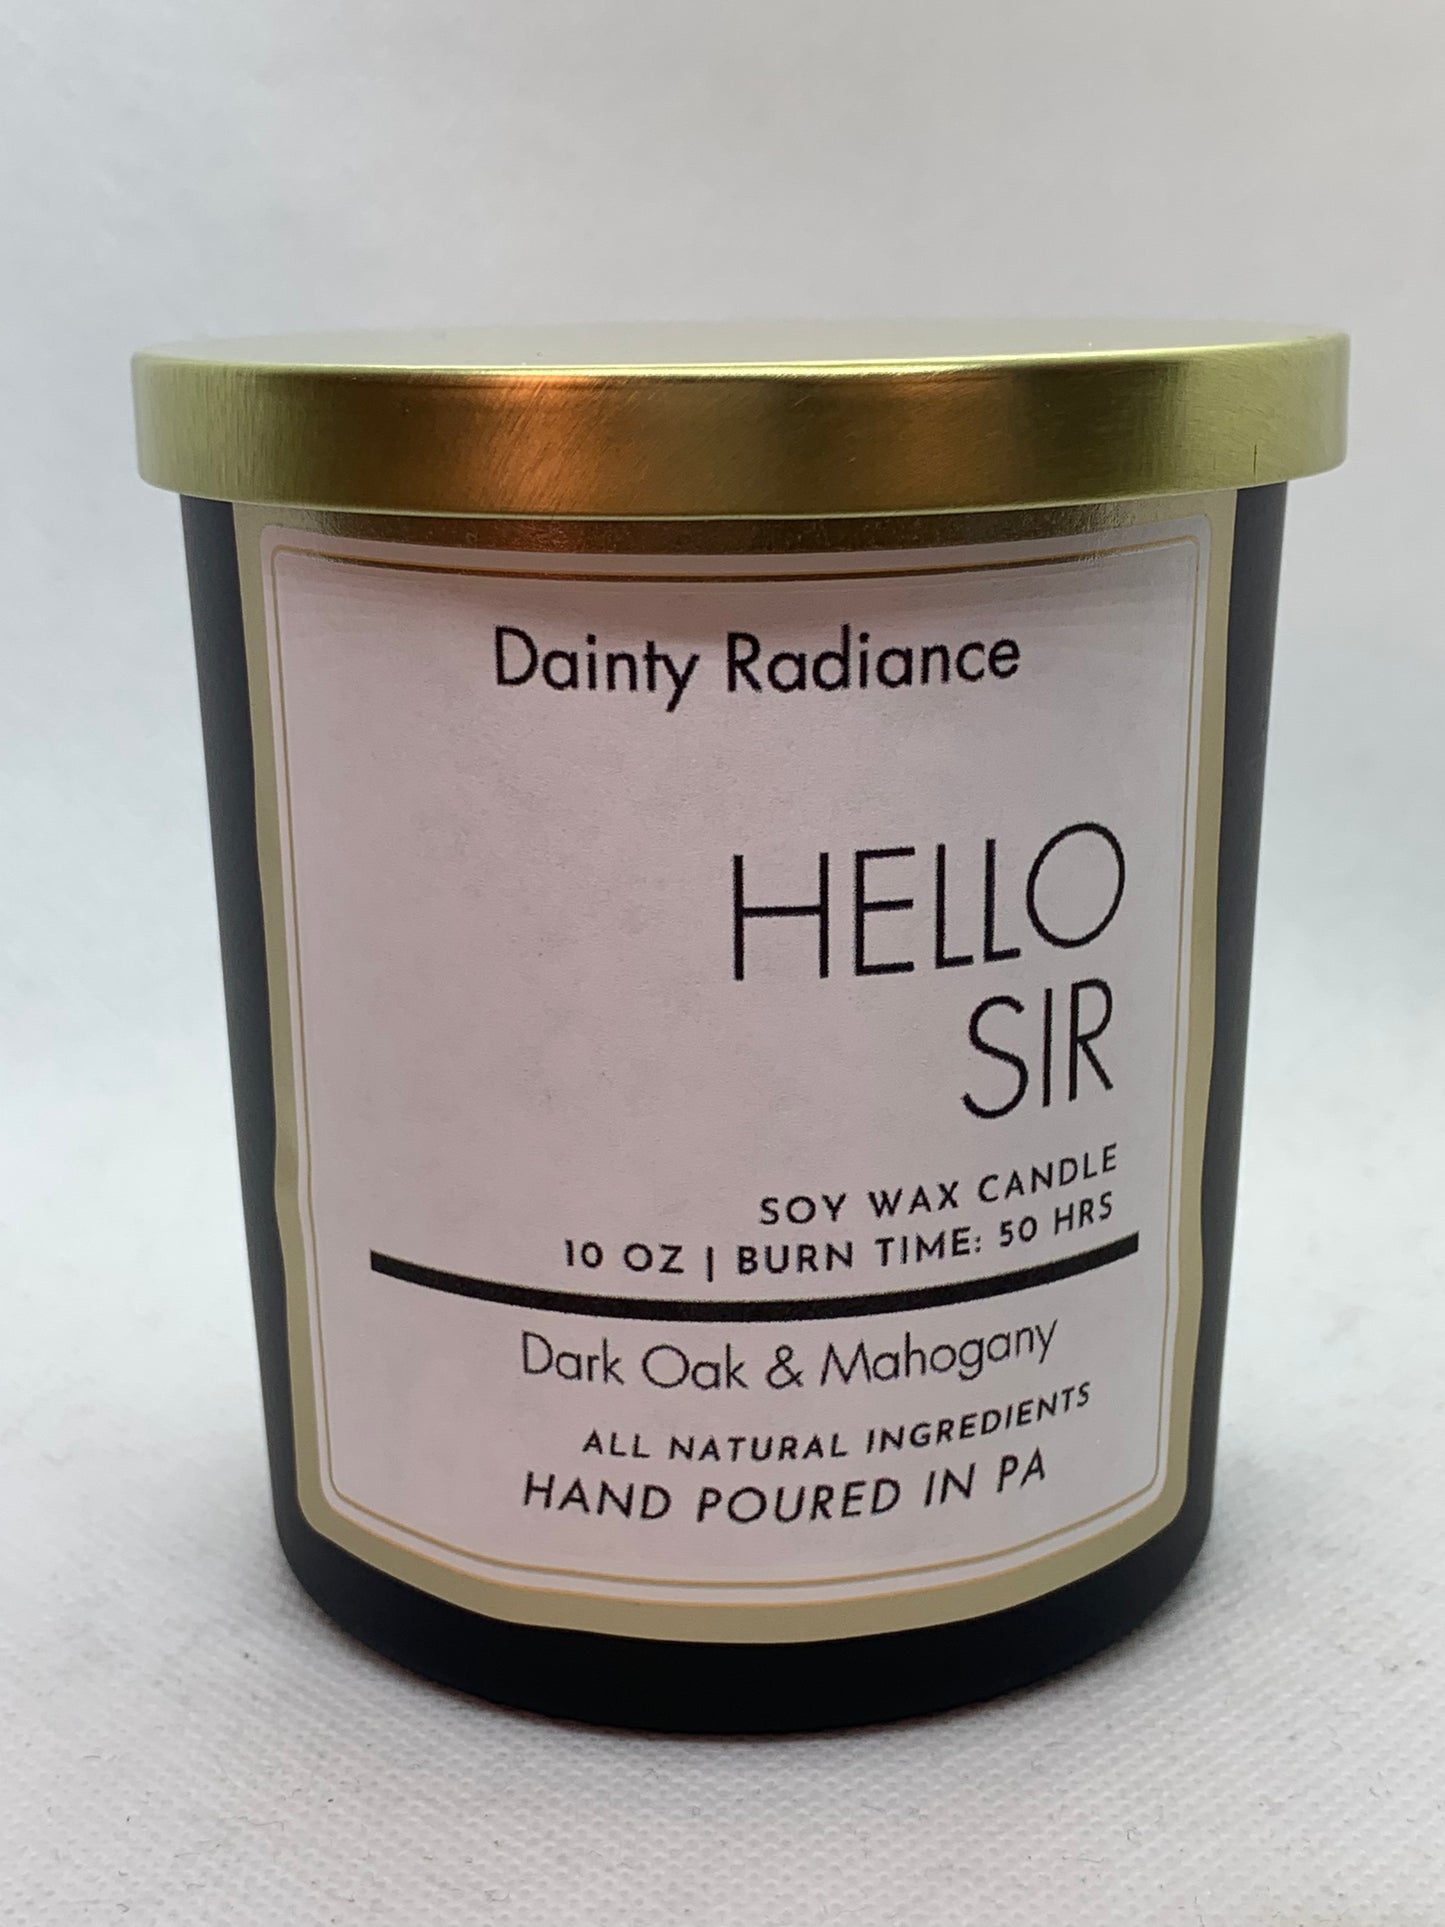 Dainty Radiance
HELLO
SIR
SOY WAX CANDLE
10 OZ | BURN TIME: 50 HRS
Dark Oak & Mahogany
ALL NATURAL INGREDIENTS
HAND POURED IN PA